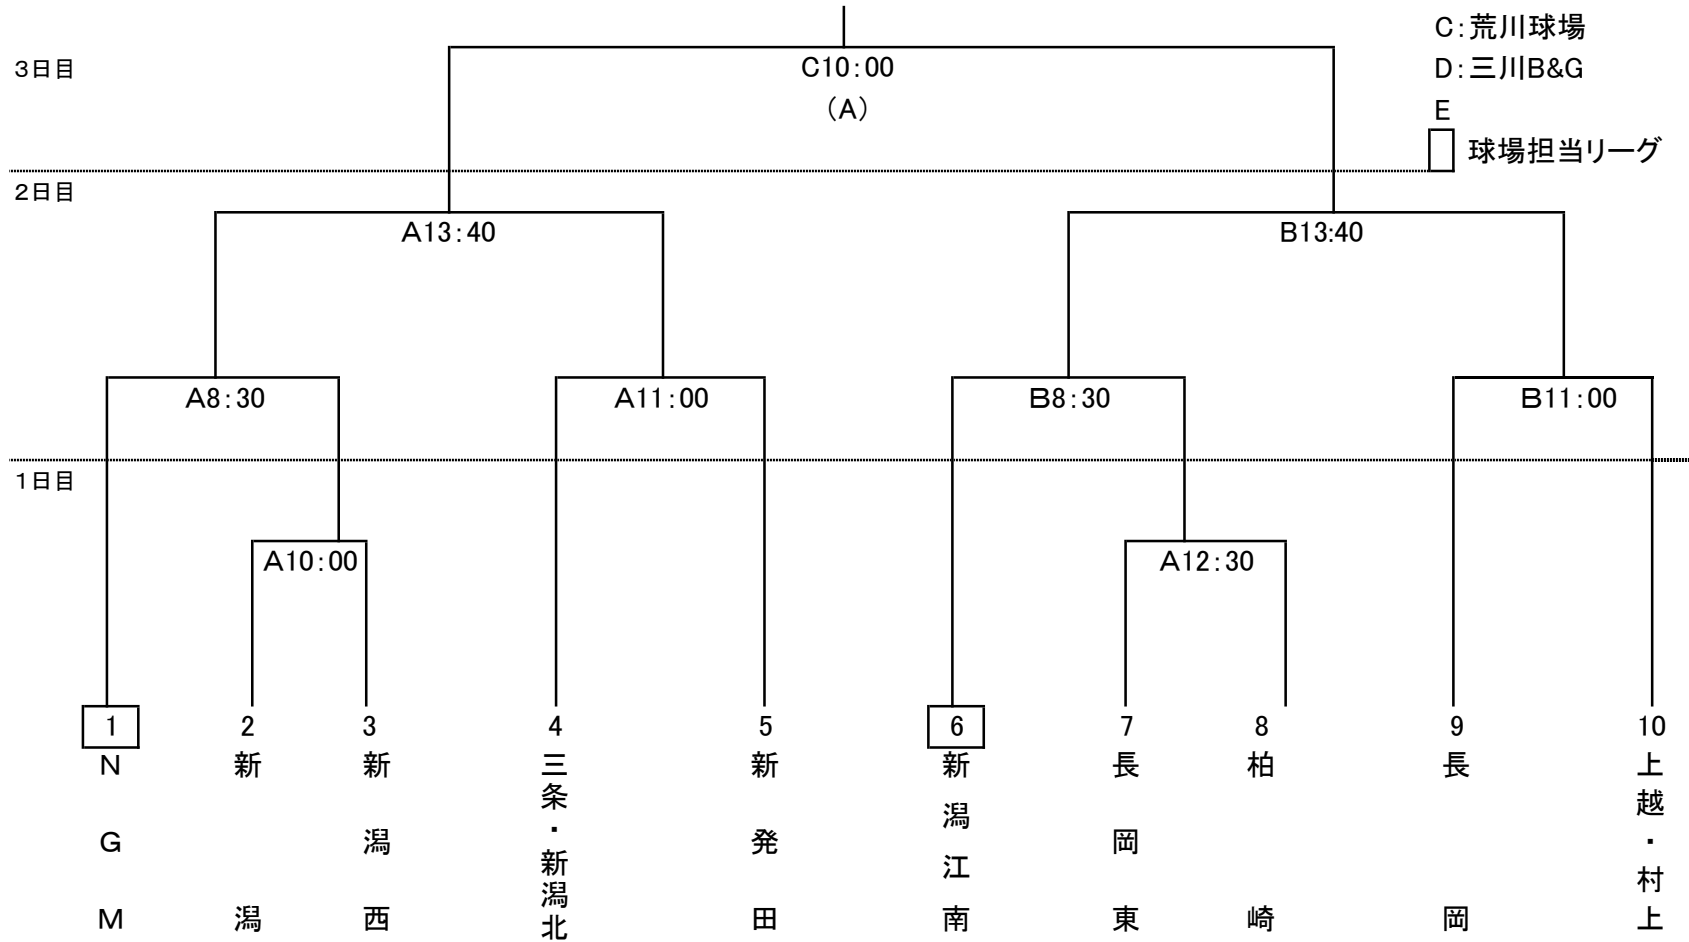 C:荒川球場
3日目
C10:00
D:三川B&G
(A)
E
球場担当リーグ
2日目
A13:40
B13:40
A8:30
A11:00
B8:30
B11:00
1日目
A10:00
A12:30
1
2
3
4
5
6
7
8
9
10
NGM
新潟
新潟西
三条・新潟北
新発田
新潟江南
長岡東
柏崎
長岡
上越・村上